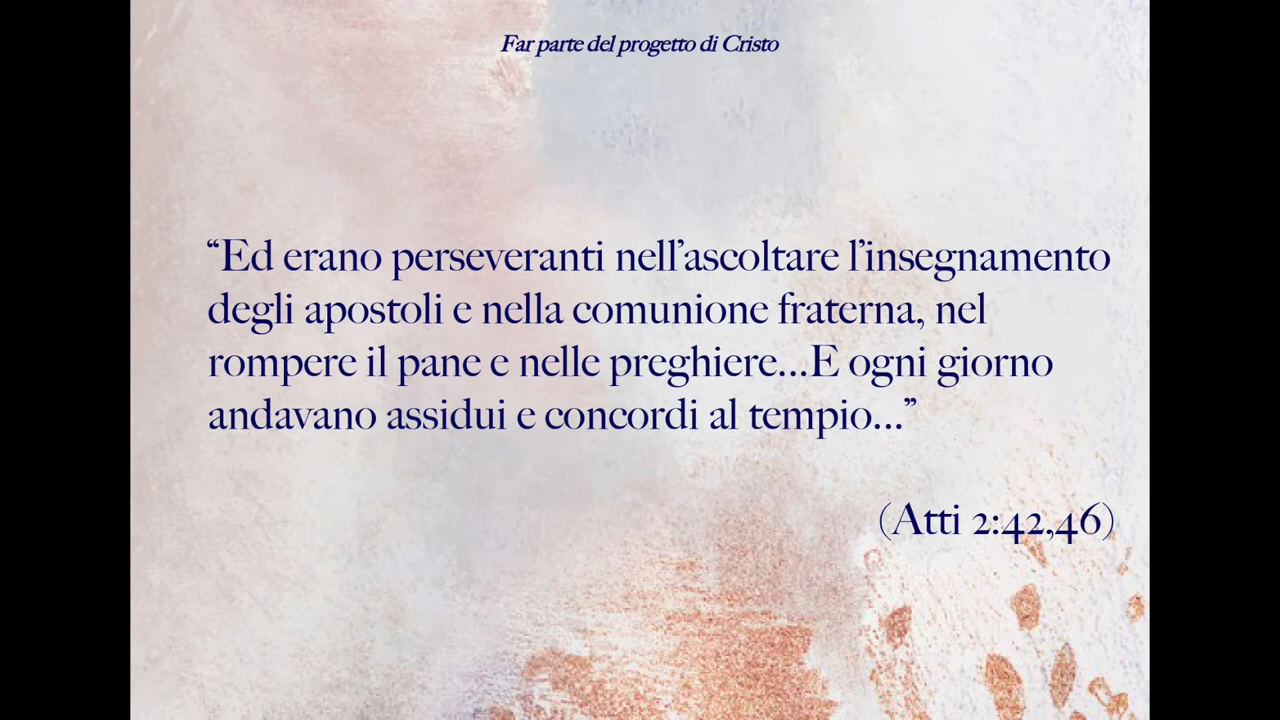 Far parte del progetto di Cristo
“Ed erano perseveranti nell’ascoltare l’insegnamento
degli apostoli e nella comunione fraterna, nel
rompere il pane e nelle preghiere...E ogni giorno
andavano assidui e concordi al tempio...”
(Atti 2:42,46)